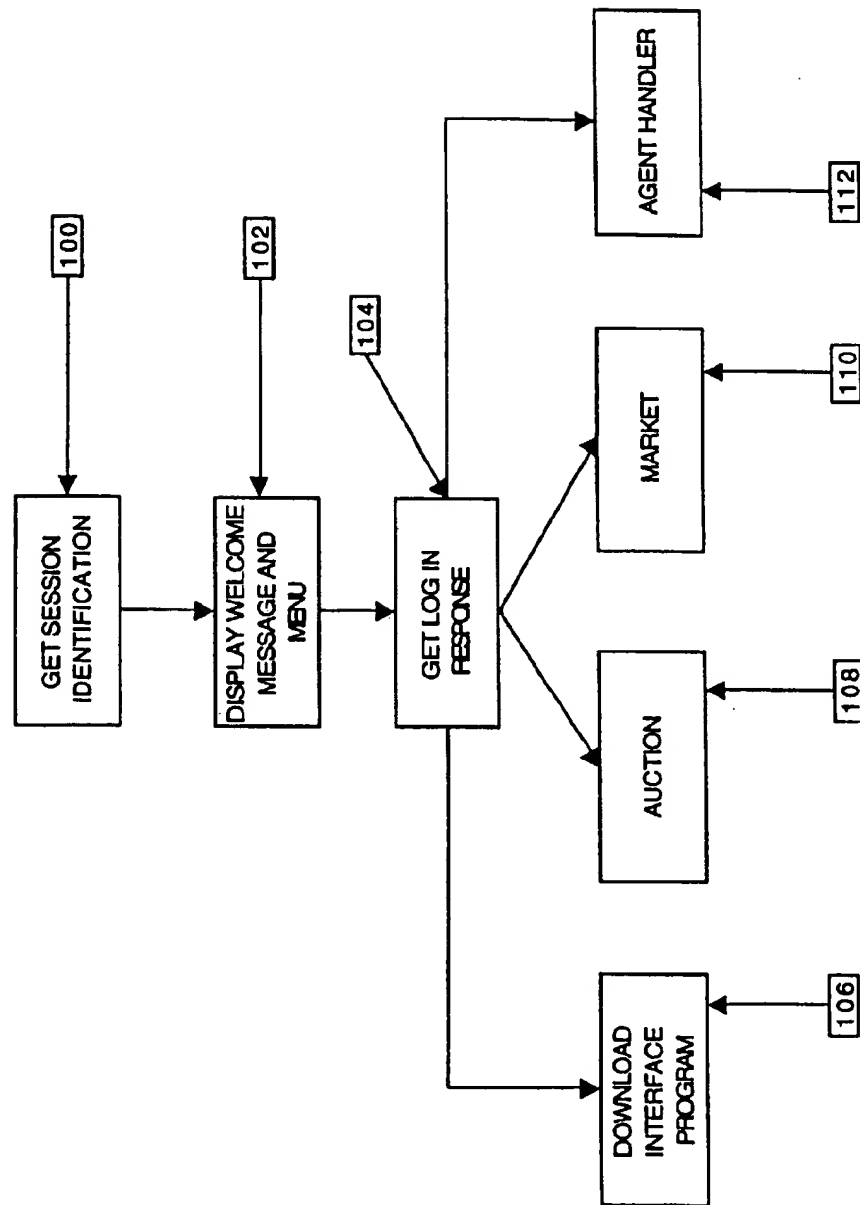 GET SESSION
IDENTIFICATION
100
DISPLAY WELCOME
MESSAGE AND
MENU
102
GET LOG IN
RESPONSE
104
DOWNLOAD
INTERFACE
PROGRAM
106
AUCTION
108
MARKET
110
AGENT HANDLER
112